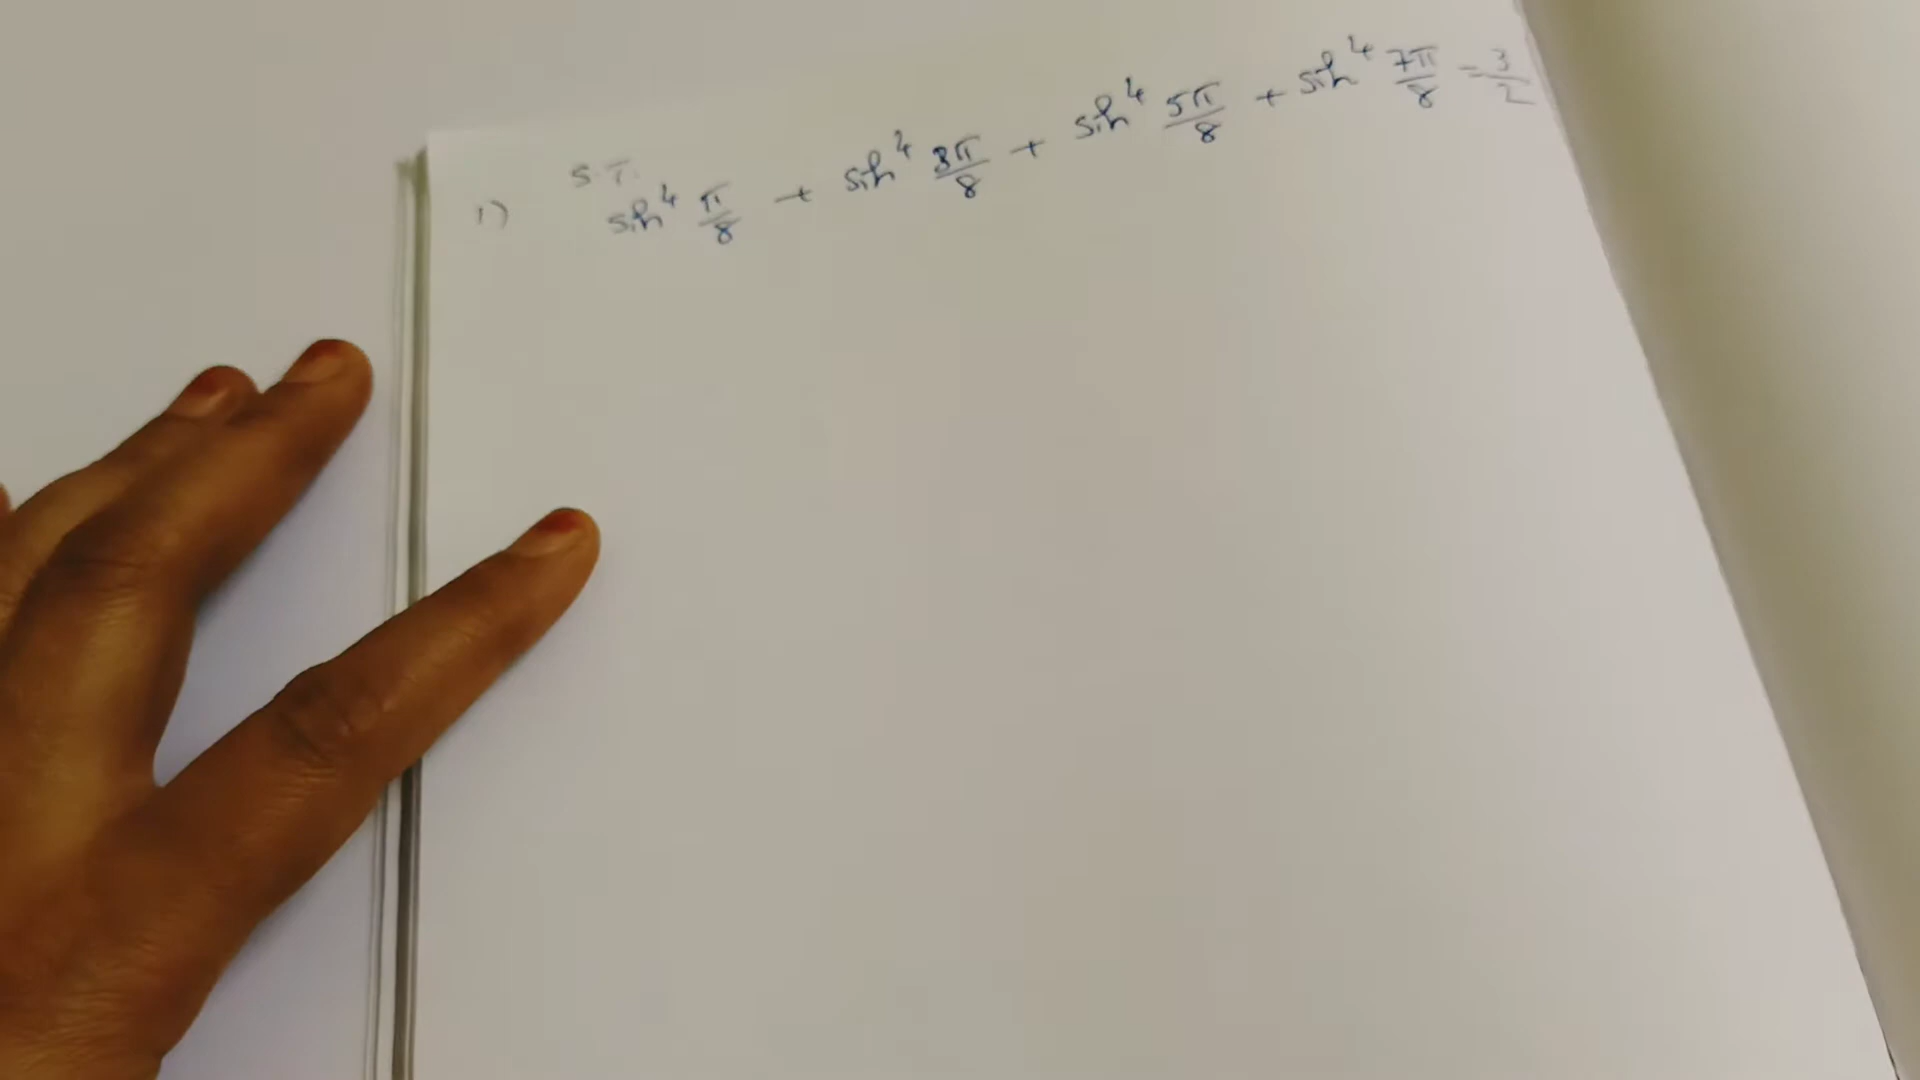 S.T.
1) sin⁴ π/8 + sin⁴ 3π/8 + sin⁴ 5π/8 + sin⁴ 7π/8 = 3/2